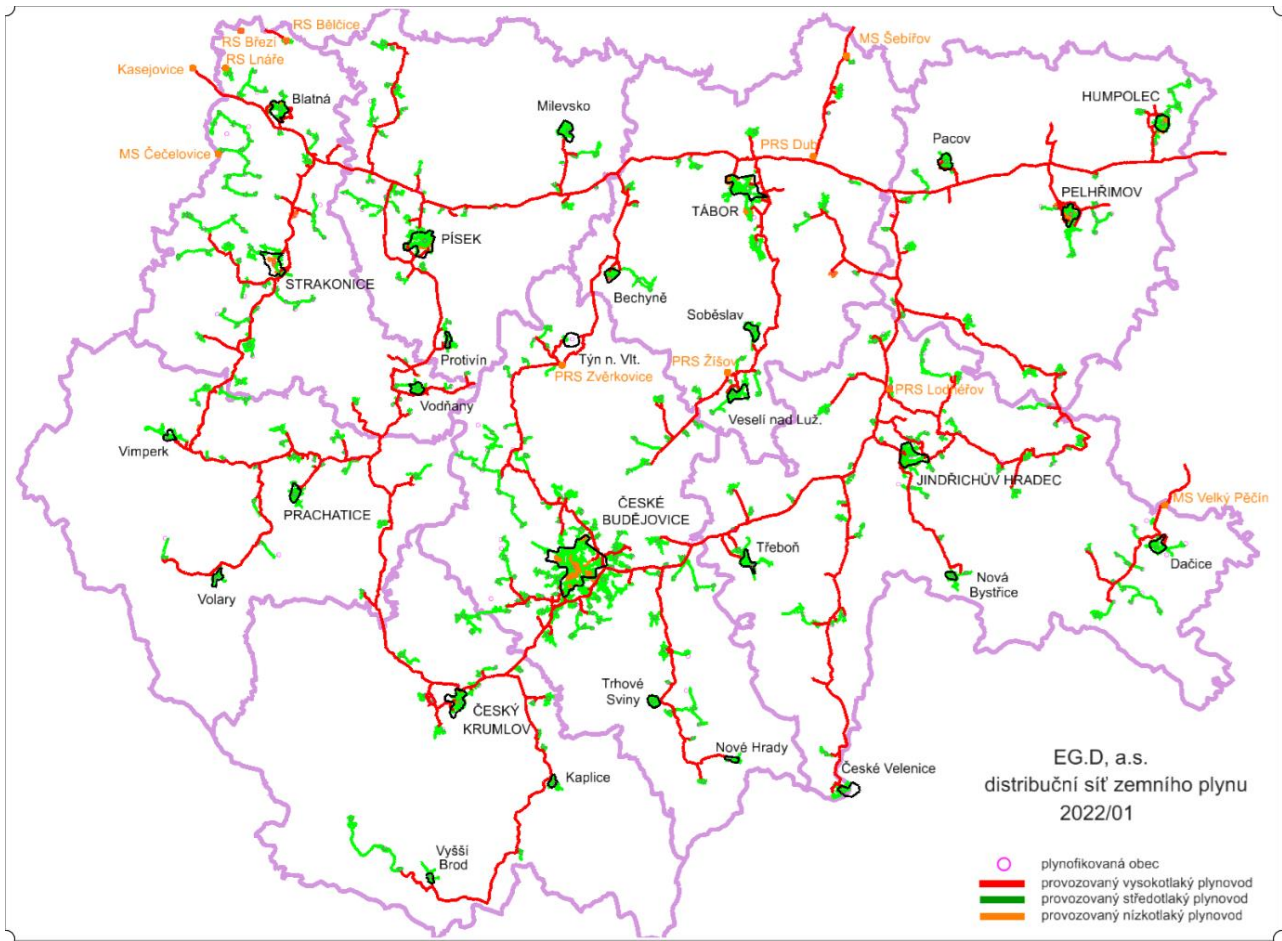 RS Bělčice
RS Březí
RS Lnáře
Kasejovice
Blatná
MS Šebířov
HUMPOLEC
Milevsko
MS Čečelovice
PRS Dub
Pacov
PELHŘIMOV
TÁBOR
PÍSEK
STRAKONICE
Bechyně
Soběslav
Protivín
Týn n. Vlt.
PRS Zvěrkovice
PRS Žíšov
Vodňany
PRS Lodhéřov
Veselí nad Luž.
Vimperk
JINDŘICHŮV HRADEC
PRACHATICE
ČESKÉ
BUDĚJOVICE
MS Velký Pěčín
Třeboň
Dačice
Volary
Nová
Bystřice
Trhové
Sviny
ČESKÝ
KRUMLOV
Nové Hrady
České Velenice
Kaplice
Vyšší
Brod
EG.D, a.s.
distribuční síť zemního plynu
2022/01
plynofikovaná obec
provozovaný vysokotlaký plynovod
provozovaný středotlaký plynovod
provozovaný nízkotlaký plynovod